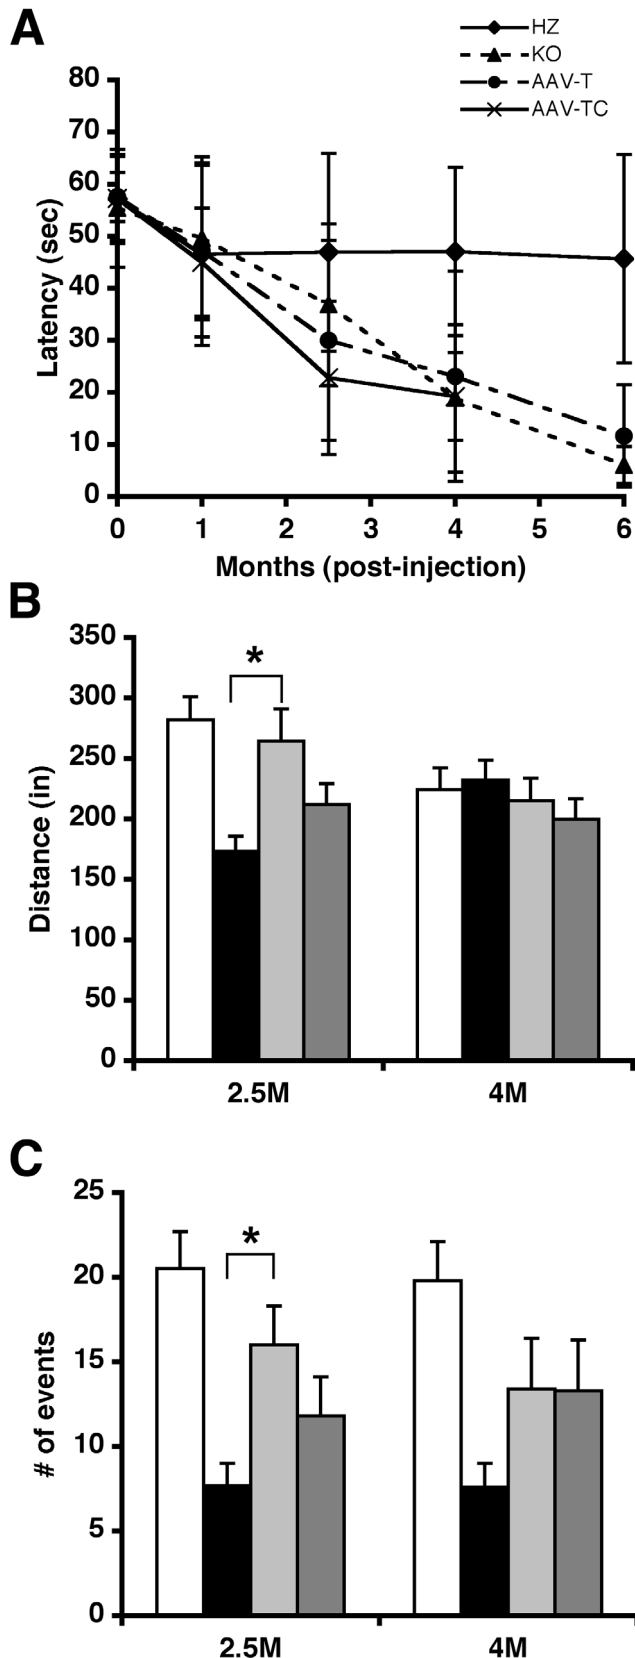 A
HZ
KO
AAV-T
AAV-TC
80
70
60
50
40
30
20
10
0
Latency (sec)
0 1 2 3 4 5 6
Months (post-injection)
B
350
300
250
200
150
100
50
0
Distance (in)
*
2.5M 4M
C
25
20
15
10
5
0
# of events
*
2.5M 4M